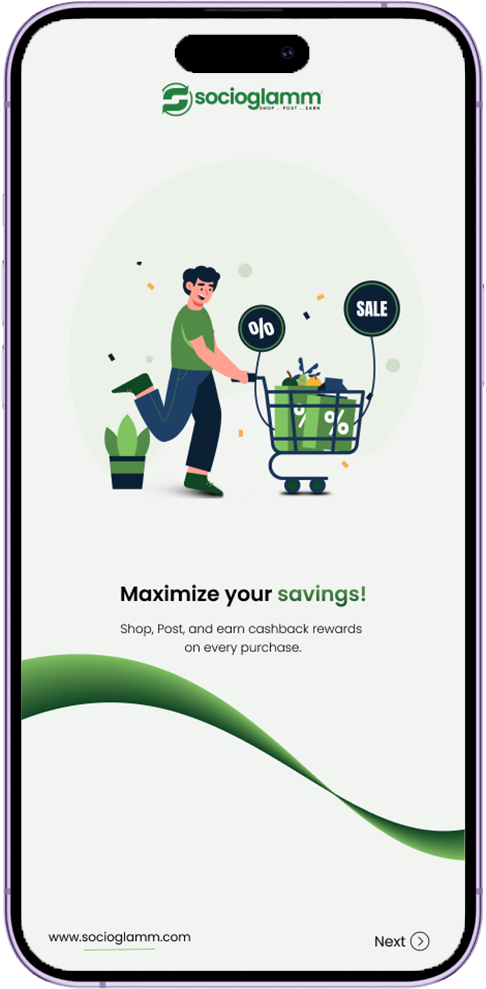 socioglamm
SHOP .. POST .. EARN
SALE
%
% %
Maximize your savings!
Shop, Post, and earn cashback rewards
on every purchase.
www.socioglamm.com
Next